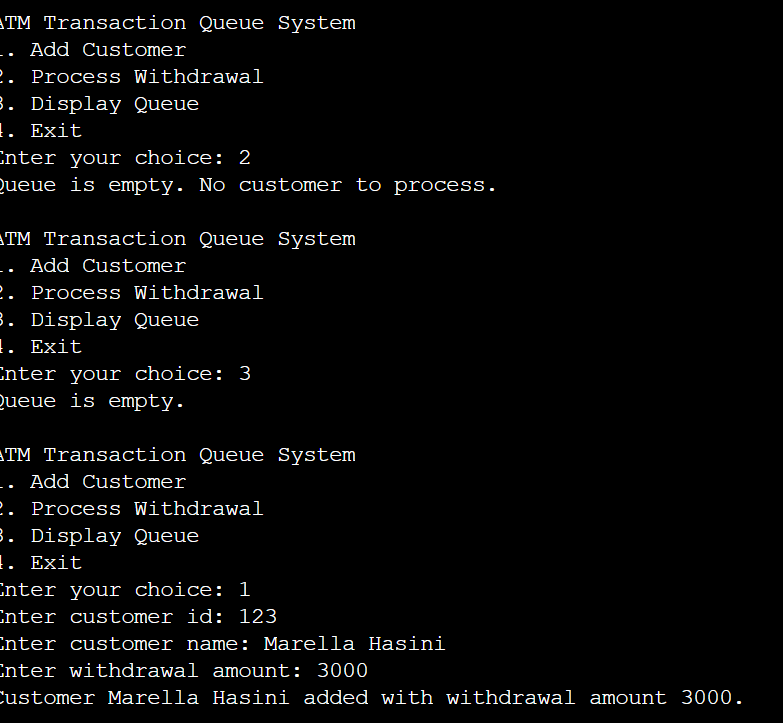 ATM Transaction Queue System
1. Add Customer
2. Process Withdrawal
3. Display Queue
4. Exit
Enter your choice: 2
Queue is empty. No customer to process.
ATM Transaction Queue System
1. Add Customer
2. Process Withdrawal
3. Display Queue
4. Exit
Enter your choice: 3
Queue is empty.
ATM Transaction Queue System
1. Add Customer
2. Process Withdrawal
3. Display Queue
4. Exit
Enter your choice: 1
Enter customer id: 123
Enter customer name: Marella Hasini
Enter withdrawal amount: 3000
Customer Marella Hasini added with withdrawal amount 3000.